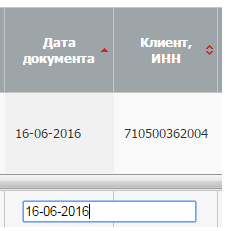 Дата документа
Клиент, ИНН
16-06-2016
710500362004
16-06-2016